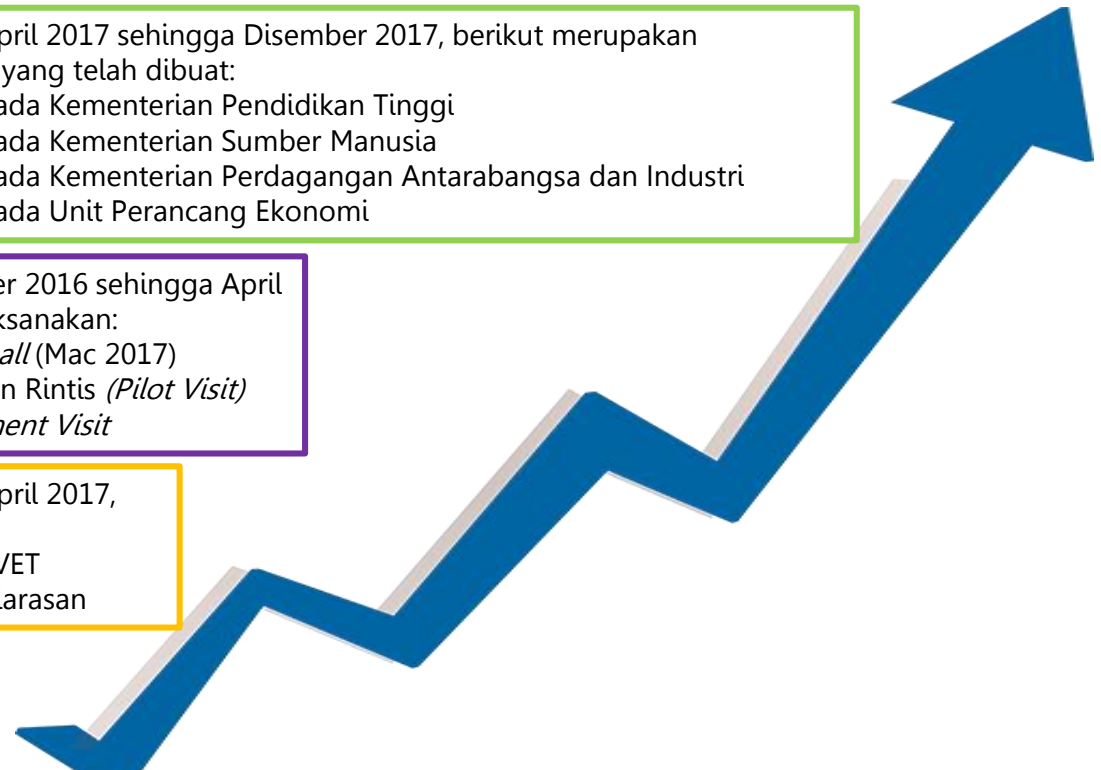 pril 2017 sehingga Disember 2017, berikut merupakan
yang telah dibuat:
ada Kementerian Pendidikan Tinggi
ada Kementerian Sumber Manusia
ada Kementerian Perdagangan Antarabangsa dan Industri
ada Unit Perancang Ekonomi
er 2016 sehingga April
ksanakan:
all (Mac 2017)
n Rintis (Pilot Visit)
ment Visit
pril 2017,
VET
larasan